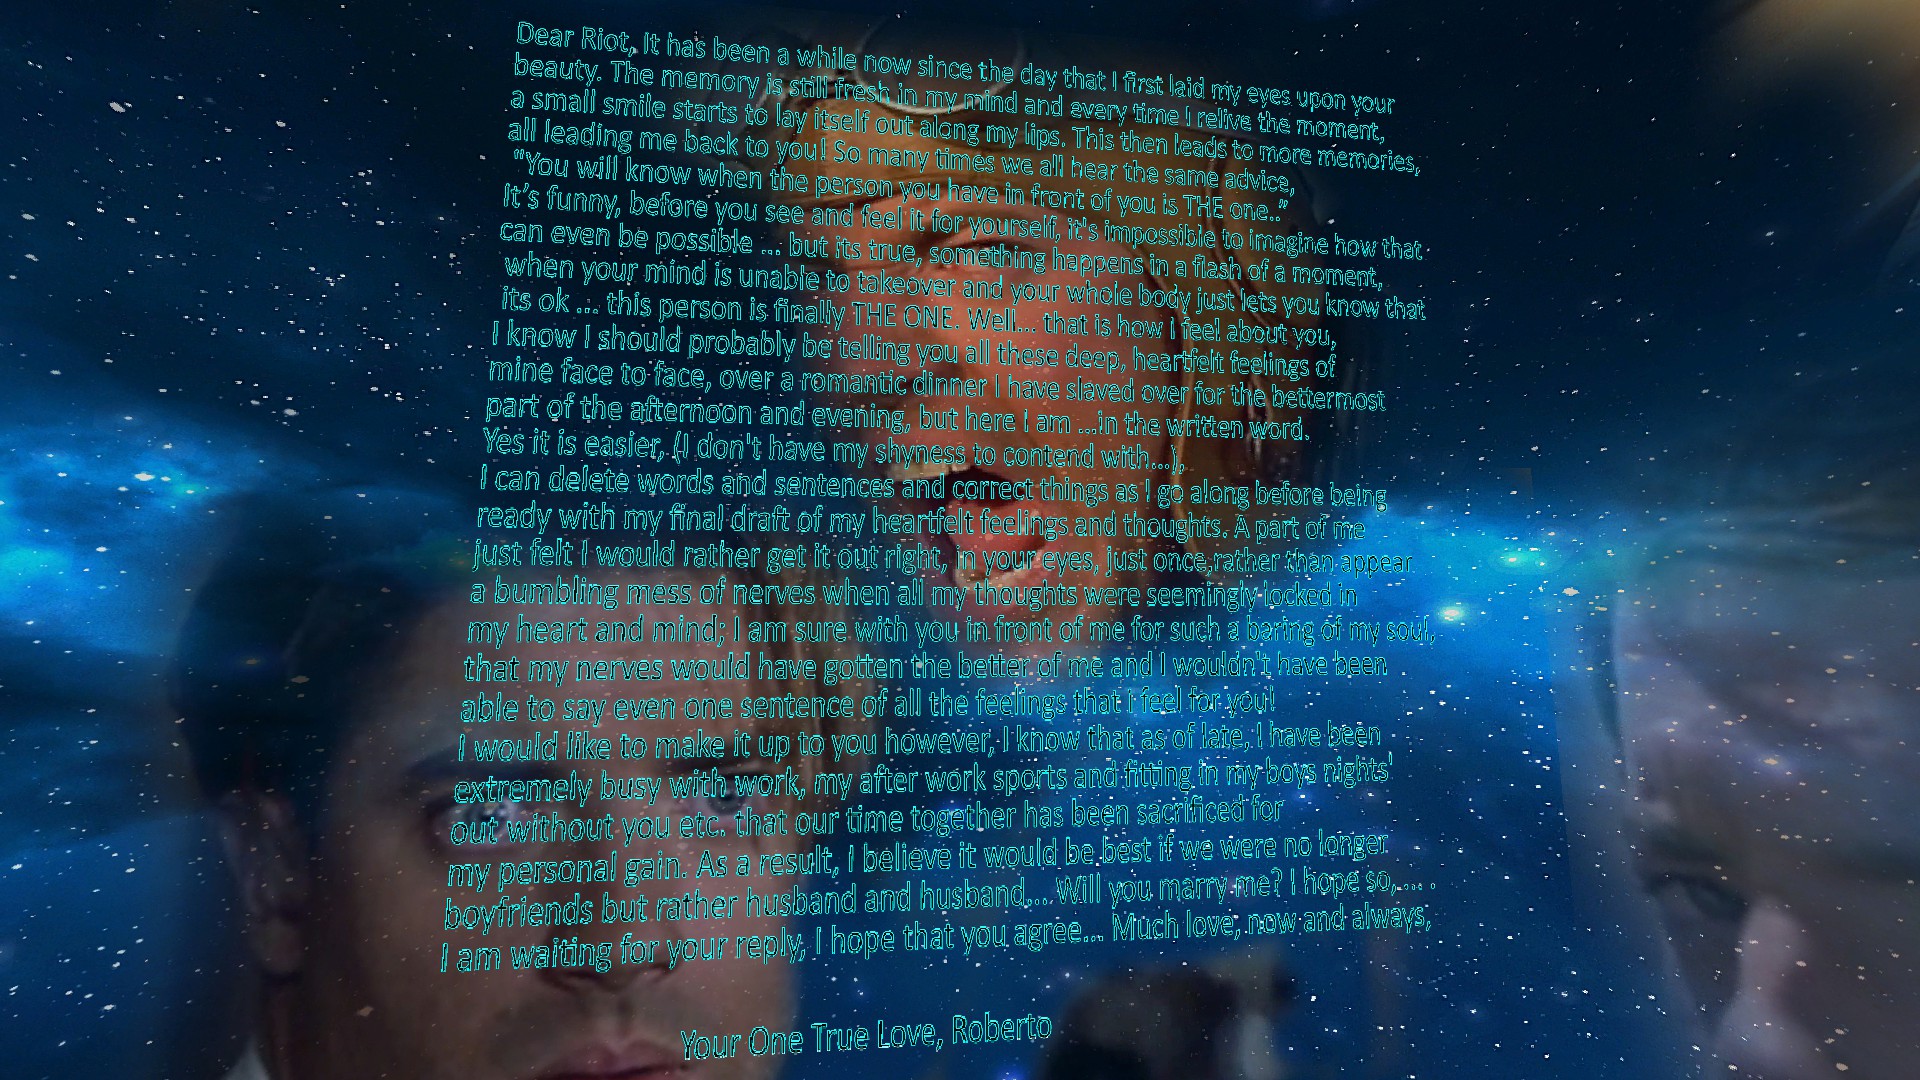 Dear Riot, It has been a while now since the day that I first laid my eyes upon your
beauty. The memory is still fresh in my mind and every time I relive the moment,
a small smile starts to lay itself out along my lips. This then leads to more memories,
all leading me back to you! So many times we all hear the same advice,
"You will know when the person you have in front of you is THE one.."
It's funny, before you see and feel it for yourself, it's impossible to imagine how that
can even be possible ... but its true, something happens in a flash of a moment,
when your mind is unable to takeover and your whole body just lets you know that
its ok ... this person is finally THE ONE. Well... that is how i feel about you,
I know I should probably be telling you all these deep, heartfelt feelings of
mine face to face, over a romantic dinner I have slaved over for the bettermost
part of the afternoon and evening, but here I am ...in the written word.
Yes it is easier, (I don't have my shyness to contend with...),
I can delete words and sentences and correct things as I go along before being
ready with my final draft of my heartfelt feelings and thoughts. A part of me
just felt I would rather get it out right, in your eyes, just once,rather than appear
a bumbling mess of nerves when all my thoughts were seemingly locked in
my heart and mind; I am sure with you in front of me for such a baring of my soul,
that my nerves would have gotten the better of me and I wouldn't have been
able to say even one sentence of all the feelings that i feel for you!
I would like to make it up to you however, I know that as of late, I have been
extremely busy with work, my after work sports and fitting in my boys nights'
out without you etc. that our time together has been sacrificed for
my personal gain. As a result, I believe it would be best if we were no longer
boyfriends but rather husband and husband,...Will you marry me? I hope so,.... .
I am waiting for your reply, I hope that you agree... Much love, now and always,
Your One True Love, Roberto